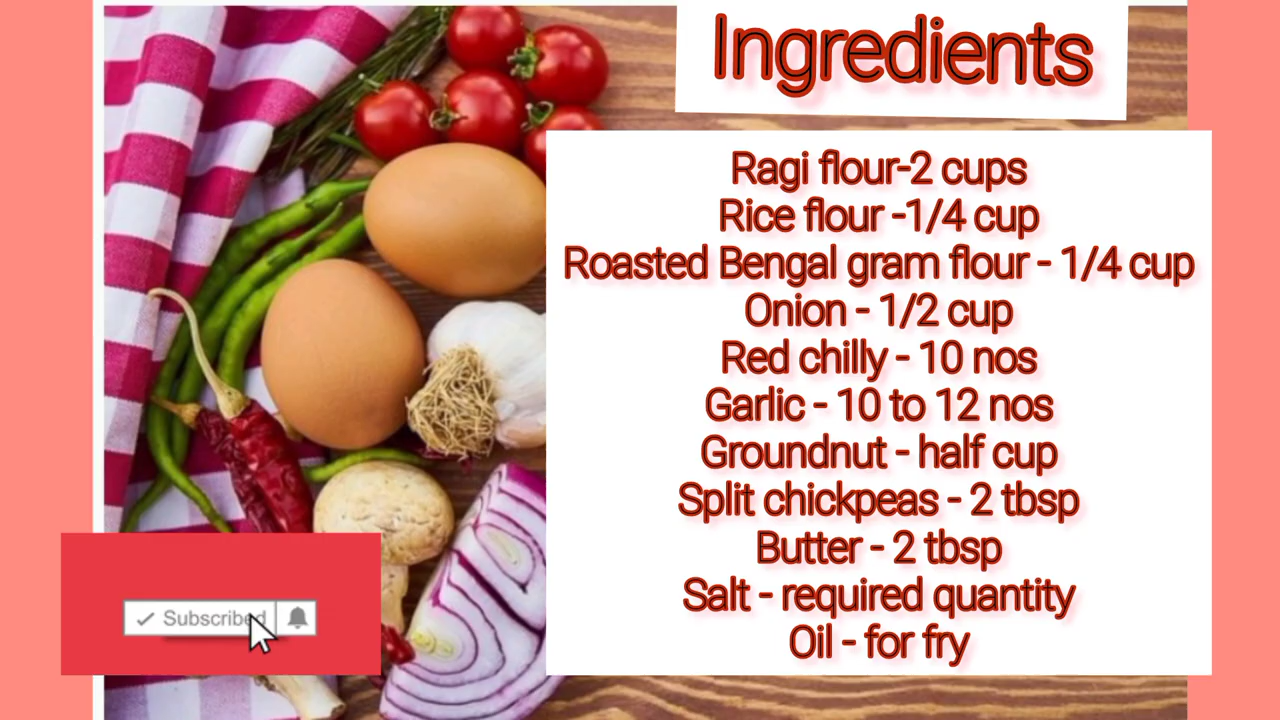 Ingredients
Ragi flour-2 cups
Rice flour -1/4 cup
Roasted Bengal gram flour - 1/4 cup
Onion - 1/2 cup
Red chilly - 10 nos
Garlic - 10 to 12 nos
Groundnut - half cup
Split chickpeas - 2 tbsp
Butter - 2 tbsp
Salt - required quantity
Oil - for fry
Subscribed